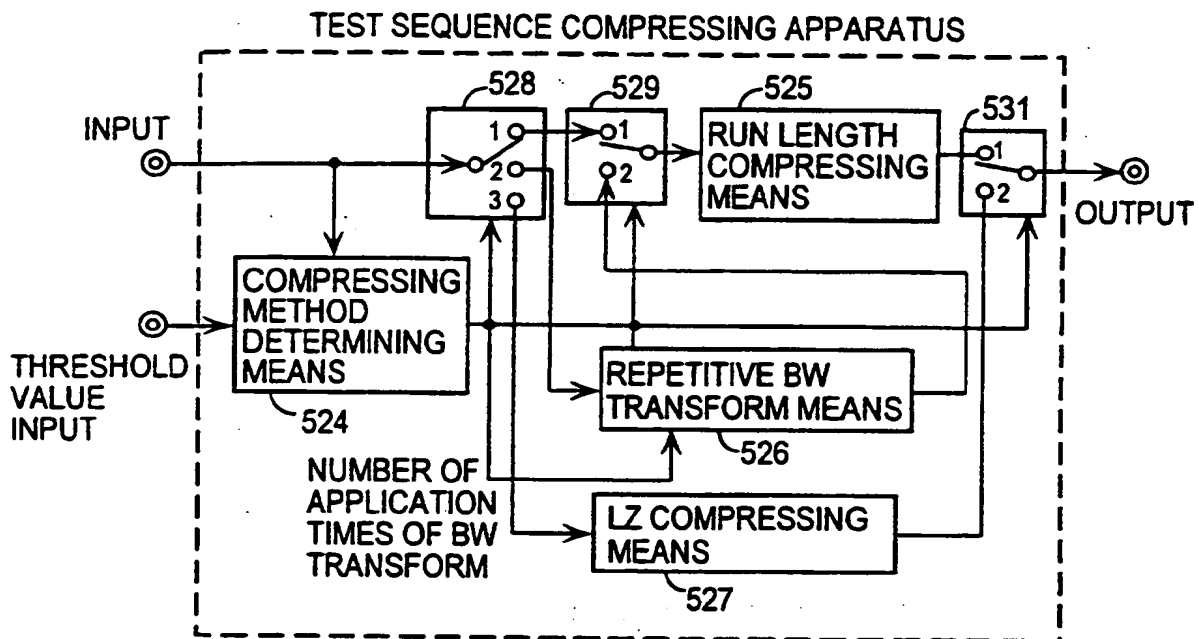 TEST SEQUENCE COMPRESSING APPARATUS
INPUT
528
1
2
3
529
1
2
525
RUN LENGTH
COMPRESSING
MEANS
531
1
2
OUTPUT
THRESHOLD
VALUE
INPUT
COMPRESSING
METHOD
DETERMINING
MEANS
524
REPETITIVE BW
TRANSFORM MEANS
526
NUMBER OF
APPLICATION
TIMES OF BW
TRANSFORM
LZ COMPRESSING
MEANS
527